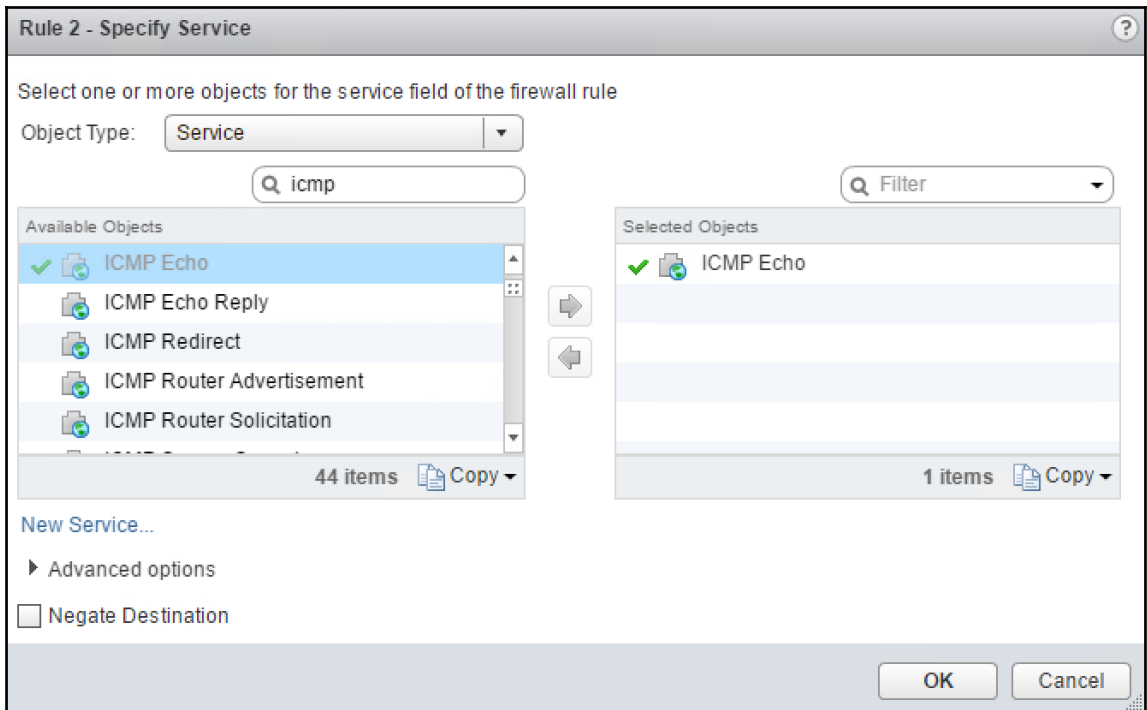 Rule 2 - Specify Service
?
Select one or more objects for the service field of the firewall rule
Object Type: Service
icmp
Filter
Available Objects
Selected Objects
ICMP Echo
ICMP Echo
ICMP Echo Reply
ICMP Redirect
ICMP Router Advertisement
ICMP Router Solicitation
44 items Copy
1 items Copy
New Service...
Advanced options
Negate Destination
OK
Cancel